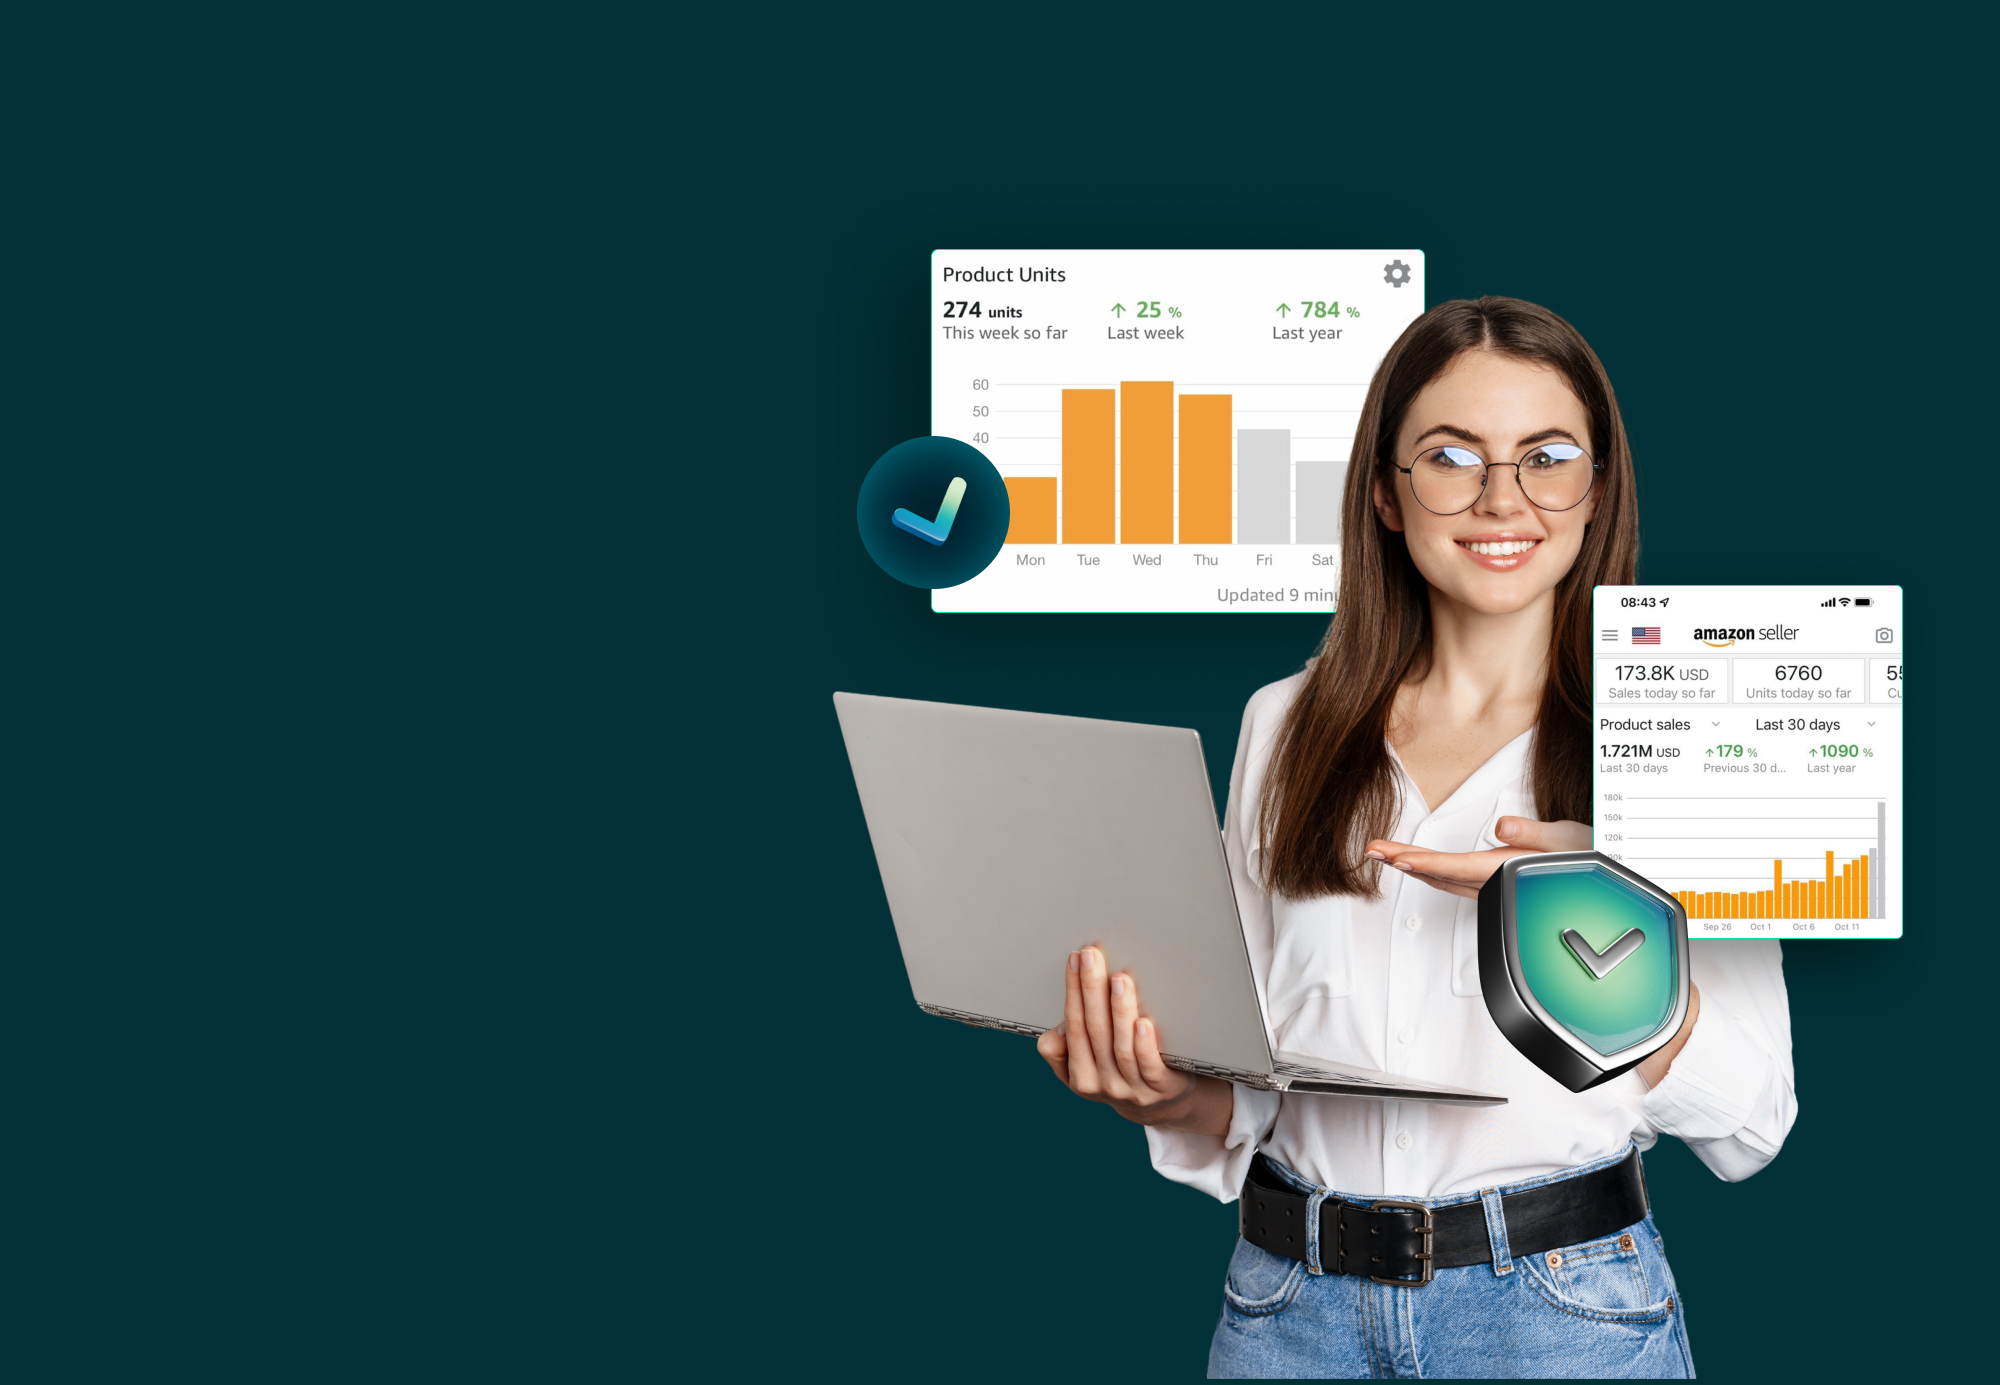 Product Units
274 units ↑ 25 % ↑ 784 %
This week so far Last week Last year
60
50
40
Mon Tue Wed Thu Fri Sat
Updated 9
08:43
amazon seller
173.8K USD 6760
Sales today so far Units today so far
Product sales Last 30 days
1.721M USD ↑179 % ↑1090 %
Last 30 days Previous 30 d... Last year
180k
150k
120k
Sep 26 Oct 1 Oct 6 Oct 11